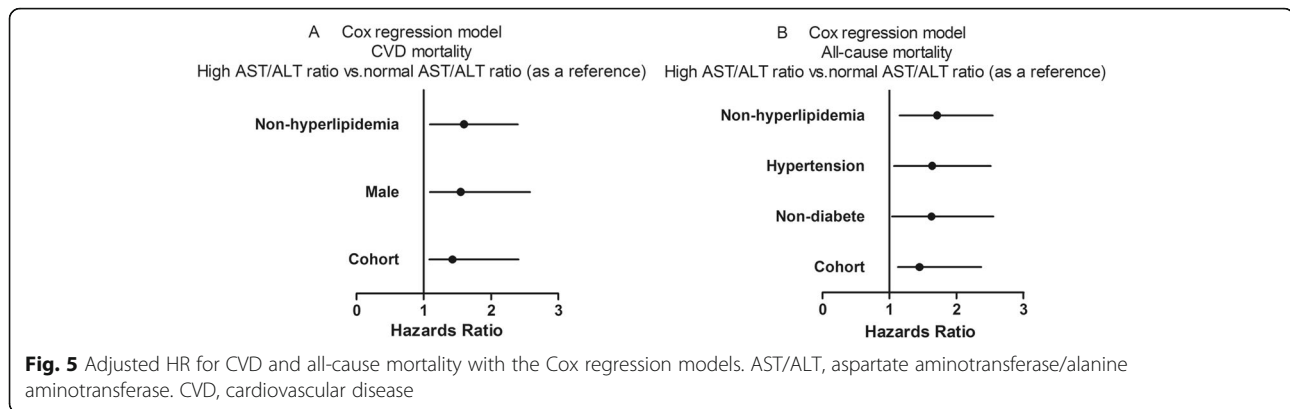 A Cox regression model
CVD mortality
High AST/ALT ratio vs.normal AST/ALT ratio (as a reference)
Non-hyperlipidemia
Male
Cohort
0 1 2 3
Hazards Ratio
B Cox regression model
All-cause mortality
High AST/ALT ratio vs.normal AST/ALT ratio (as a reference)
Non-hyperlipidemia
Hypertension
Non-diabete
Cohort
0 1 2 3
Hazards Ratio
Fig. 5 Adjusted HR for CVD and all-cause mortality with the Cox regression models. AST/ALT, aspartate aminotransferase/alanine
aminotransferase. CVD, cardiovascular disease